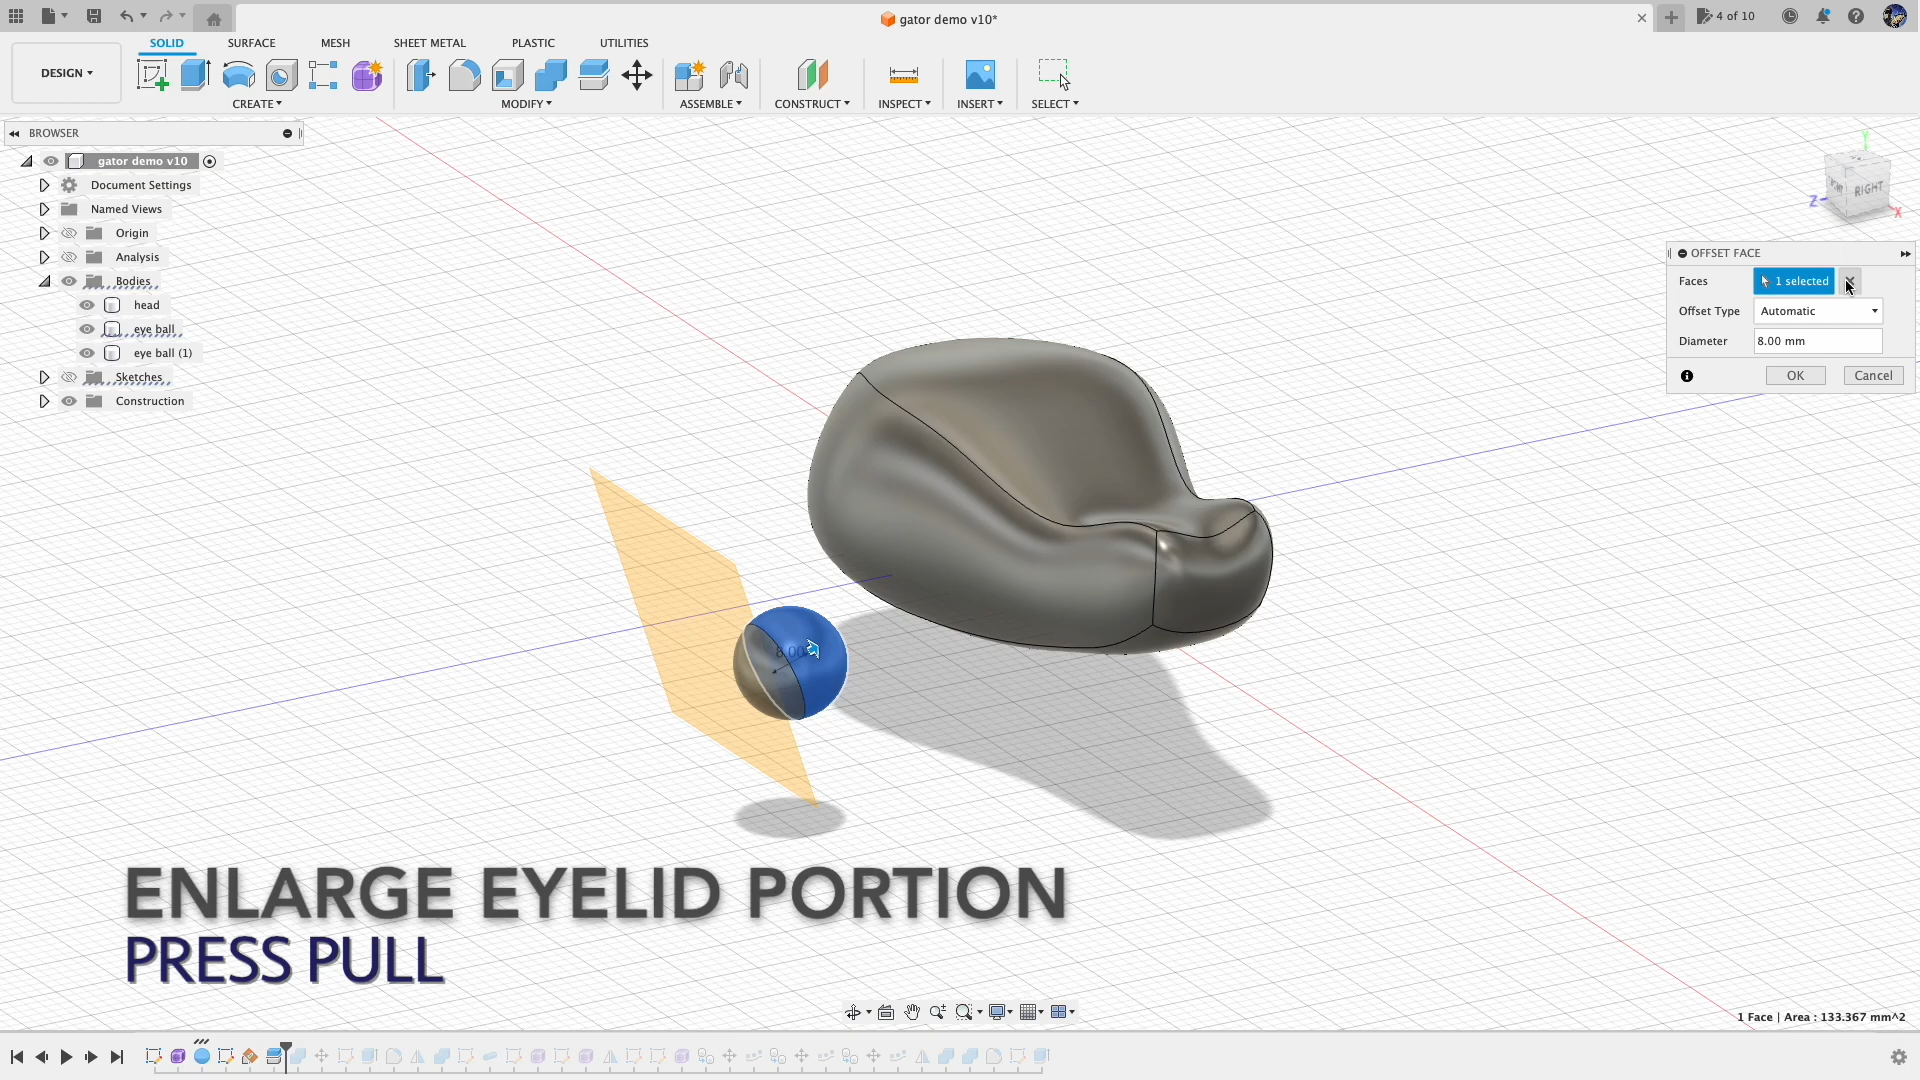 gator demo v10*
4 of 10
SOLID SURFACE MESH SHEET METAL PLASTIC UTILITIES
DESIGN
CREATE MODIFY ASSEMBLE CONSTRUCT INSPECT INSERT SELECT
BROWSER
gator demo v10
Document Settings
Named Views
Origin
Analysis
Bodies
head
eye ball
eye ball (1)
Sketches
Construction
Y
RIGHT
Z
X
OFFSET FACE
Faces 1 selected
Offset Type Automatic
Diameter 8.00 mm
OK Cancel
8.00
ENLARGE EYELID PORTION
PRESS PULL
1 Face | Area : 133.367 mm^2